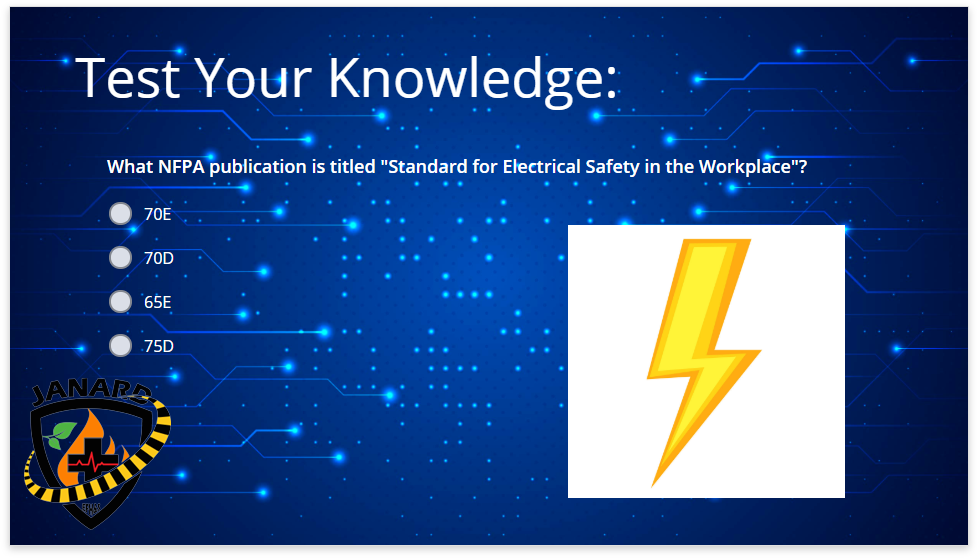 Test Your Knowledge:
What NFPA publication is titled "Standard for Electrical Safety in the Workplace"?
70E
70D
65E
75D
JANARD